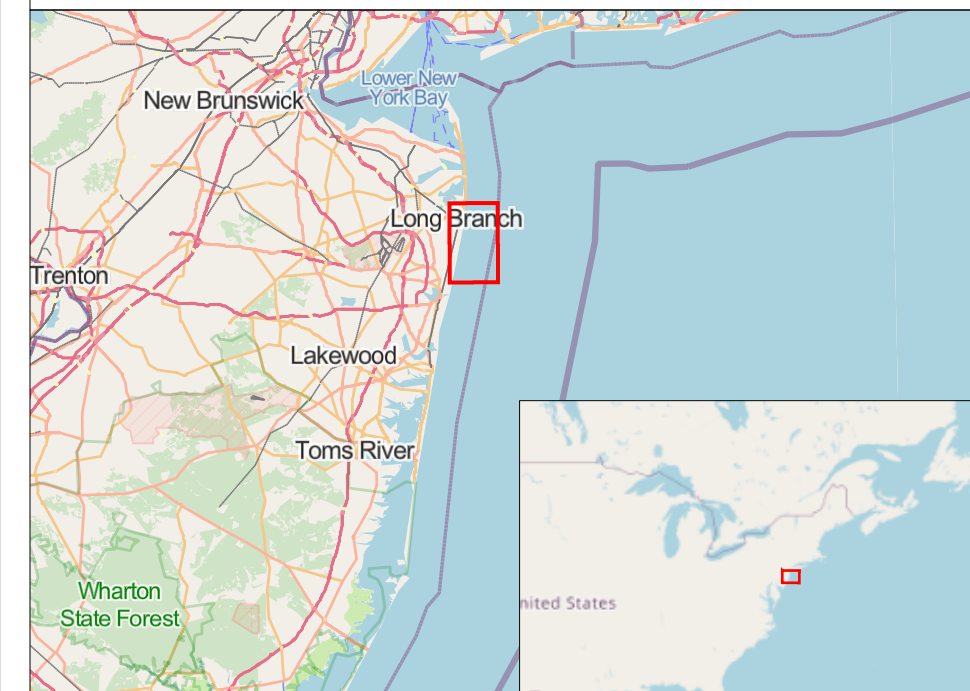 Lower New
York Bay
New Brunswick
Long Branch
Trenton
Lakewood
Toms River
Wharton
State Forest
nited States